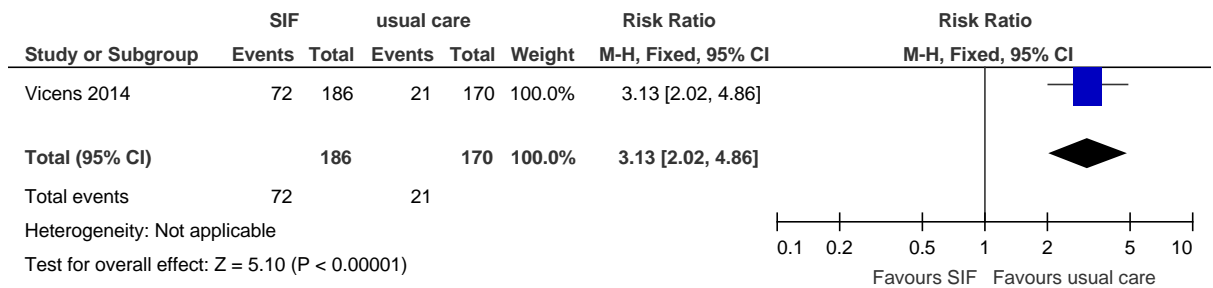 SIF usual care Risk Ratio Risk Ratio
Study or Subgroup Events Total Events Total Weight M-H, Fixed, 95% CI M-H, Fixed, 95% CI
Vicens 2014 72 186 21 170 100.0% 3.13 [2.02, 4.86]
Total (95% CI) 186 170 100.0% 3.13 [2.02, 4.86]
Total events 72 21
Heterogeneity: Not applicable
Test for overall effect: Z = 5.10 (P < 0.00001)
0.1 0.2 0.5 1 2 5 10
Favours SIF Favours usual care